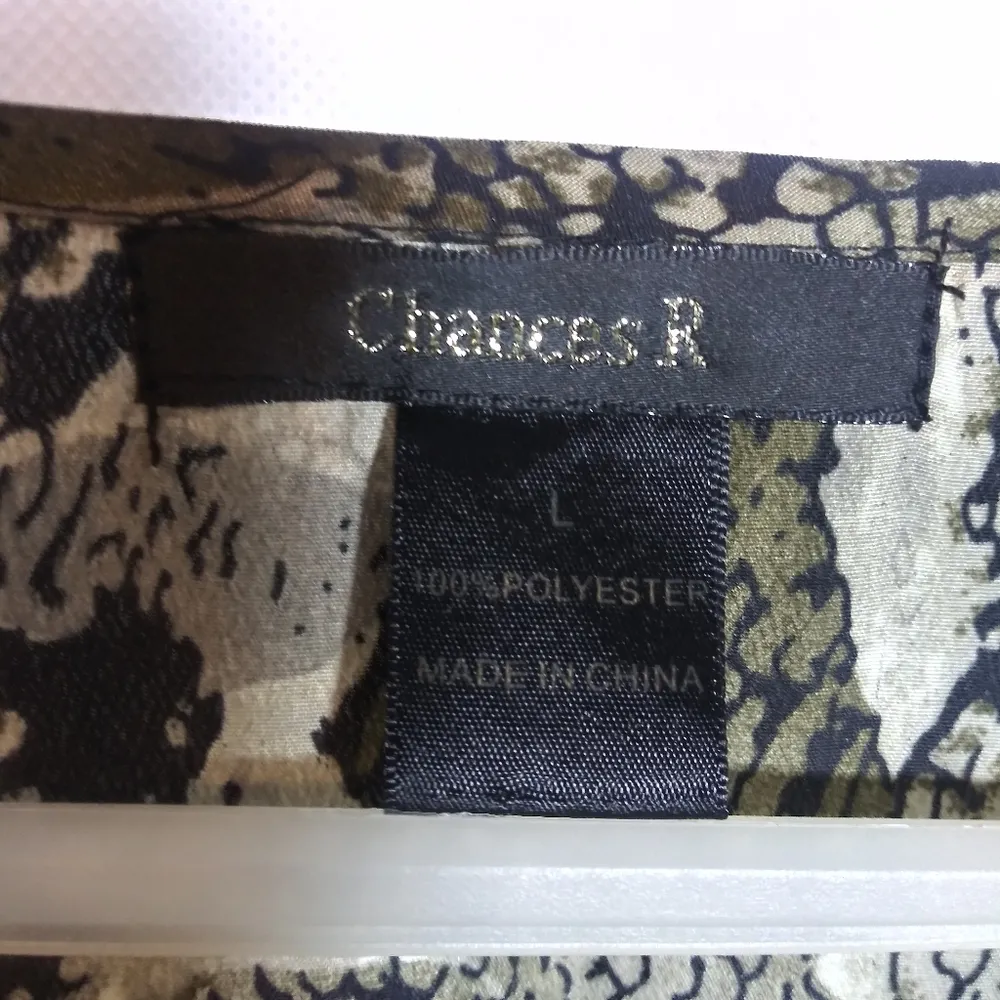 Chances R
L
100%POLYESTER
MADE IN CHINA